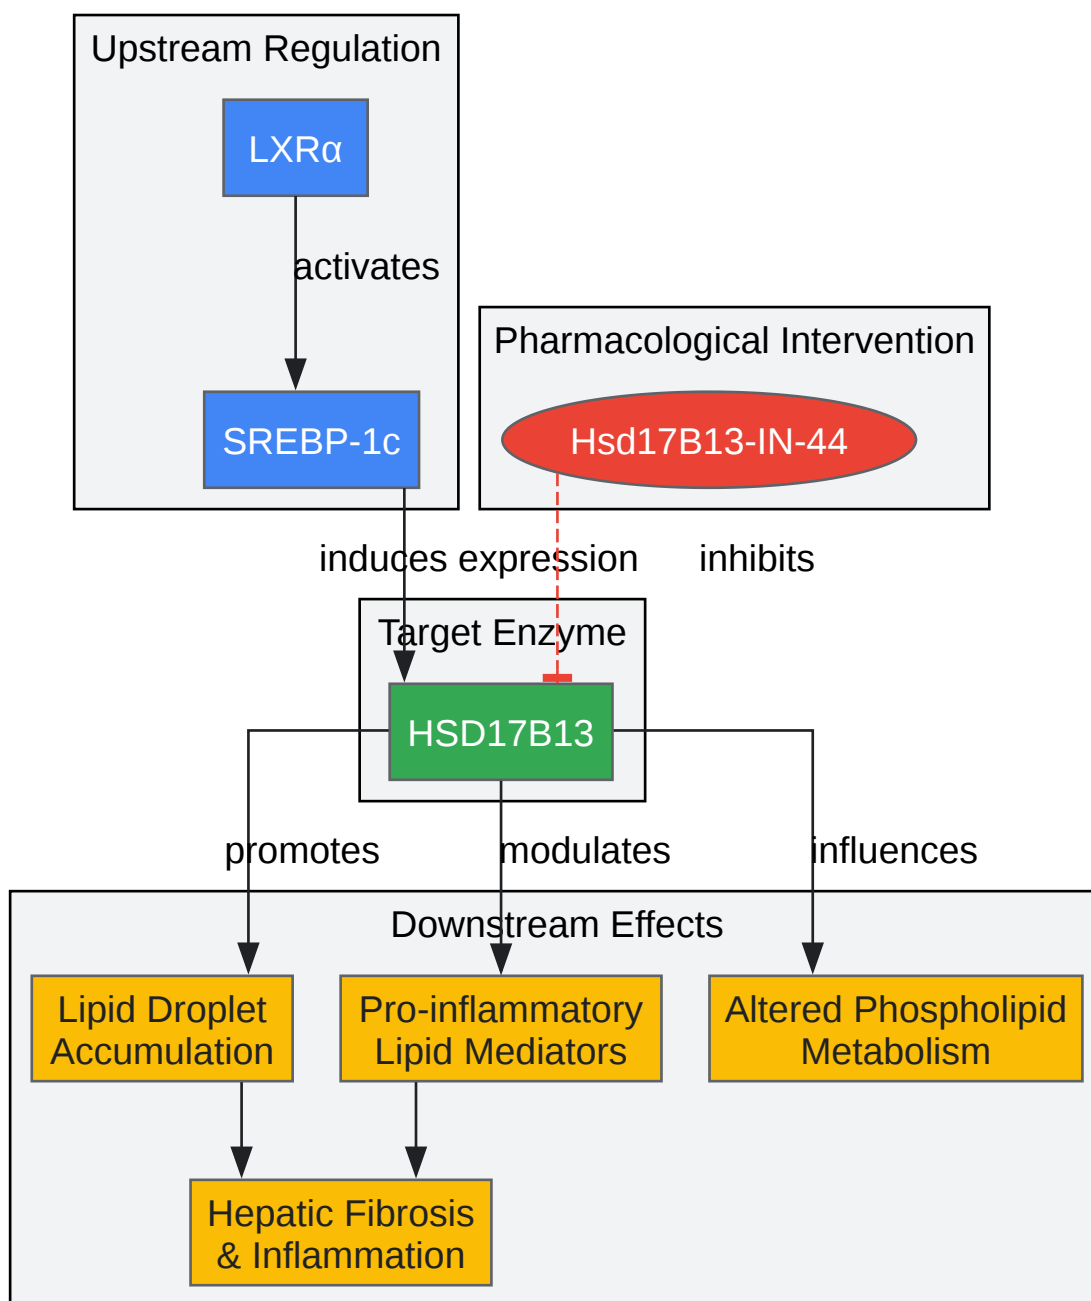 Upstream Regulation
LXRα
activates
Pharmacological Intervention
SREBP-1c
Hsd17B13-IN-44
induces expression
inhibits
Target Enzyme
HSD17B13
promotes
modulates
influences
Downstream Effects
Lipid Droplet
Accumulation
Pro-inflammatory
Lipid Mediators
Altered Phospholipid
Metabolism
Hepatic Fibrosis
& Inflammation